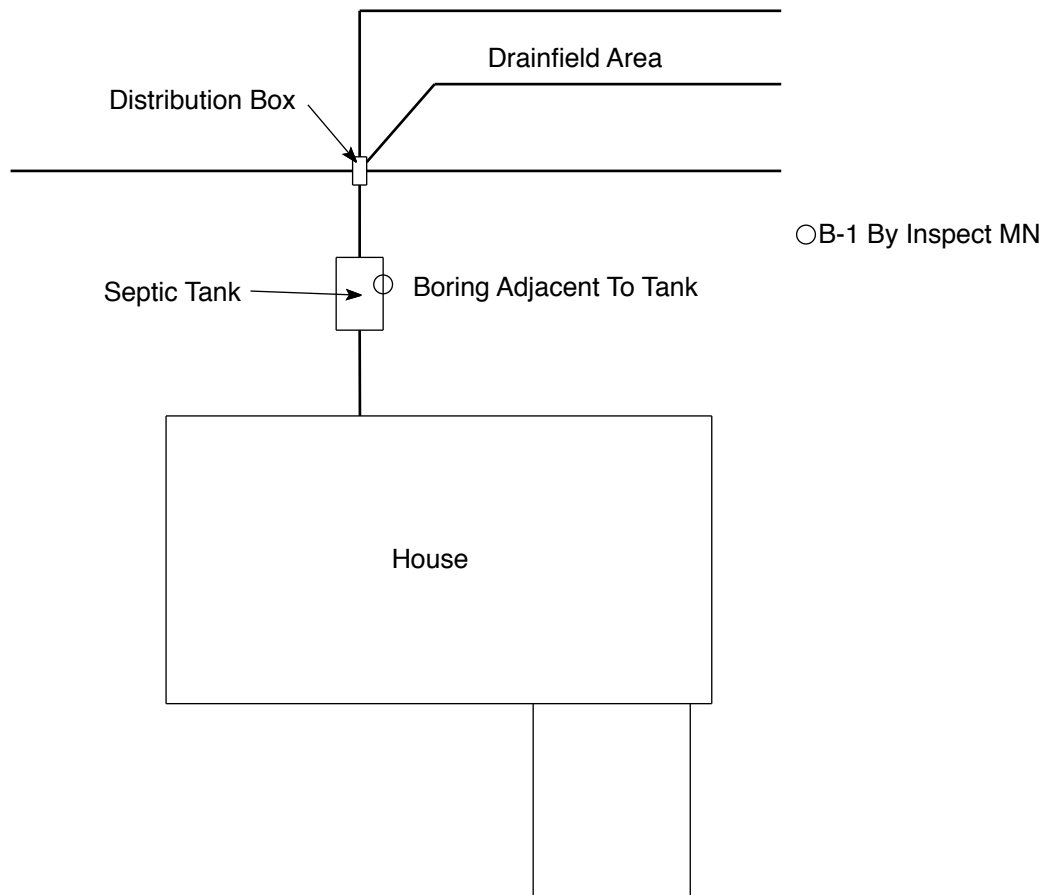 Drainfield Area
Distribution Box
B-1 By Inspect MN
Septic Tank
Boring Adjacent To Tank
House